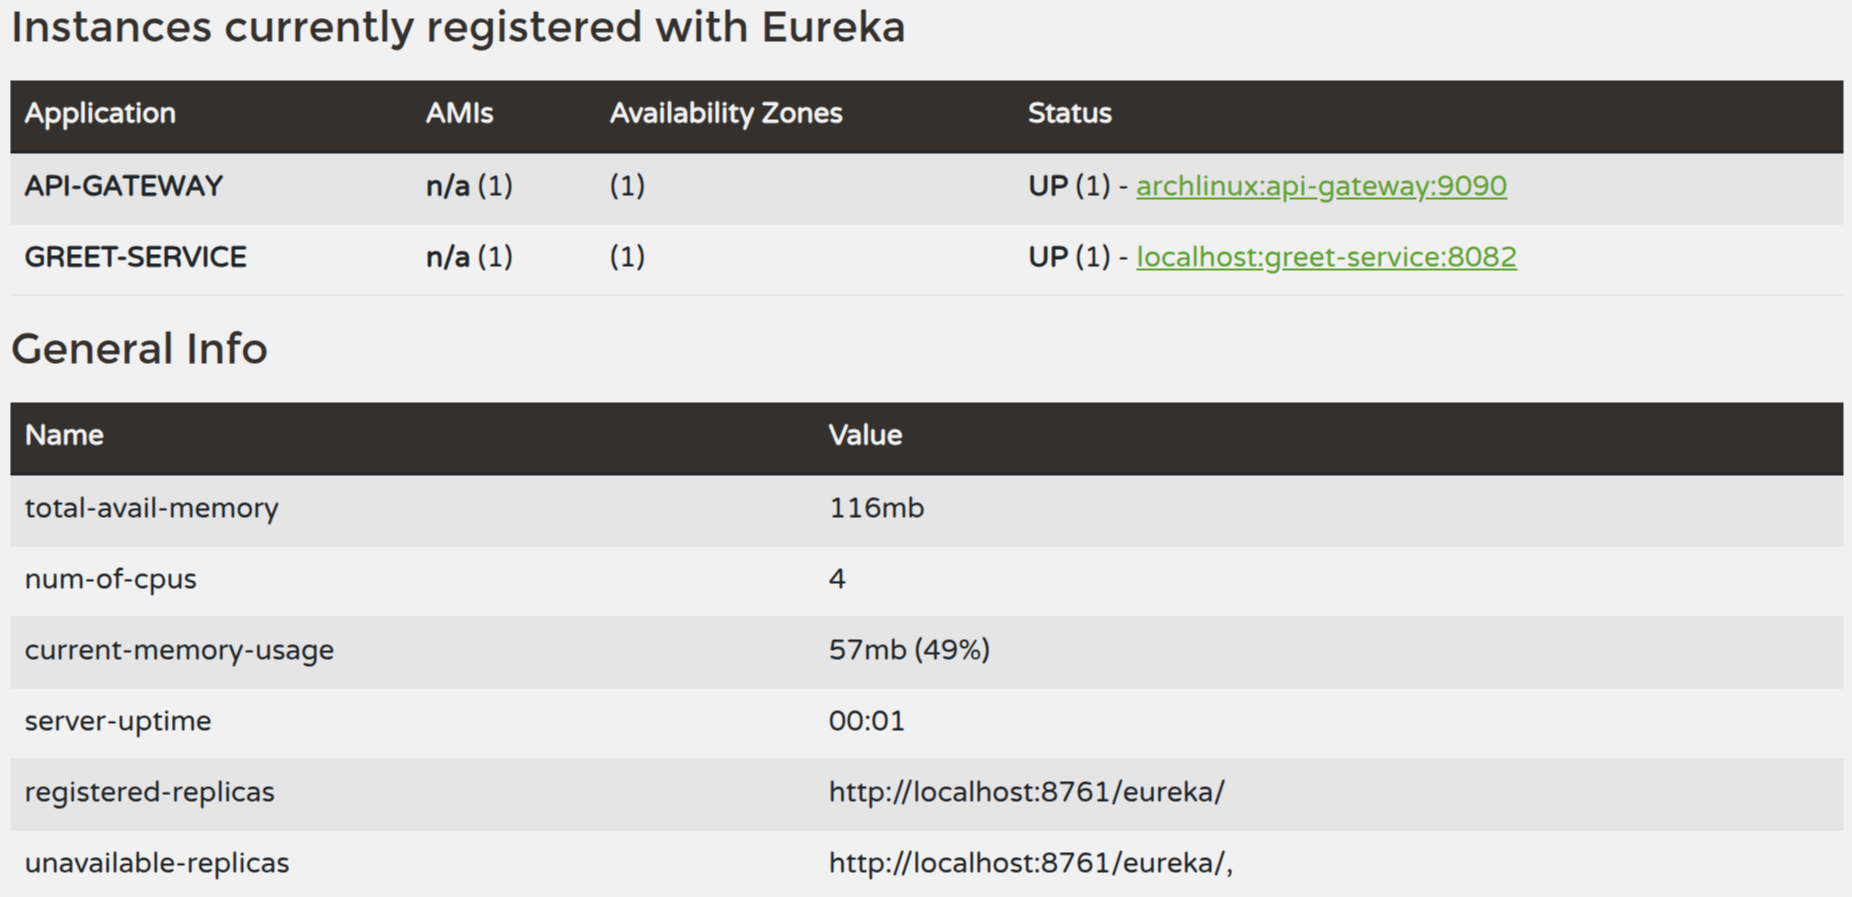 Instances currently registered with Eureka
Application AMIs Availability Zones Status
API-GATEWAY n/a (1) (1) UP (1) - archlinux:api-gateway:9090
GREET-SERVICE n/a (1) (1) UP (1) - localhost:greet-service:8082
General Info
Name Value
total-avail-memory 116mb
num-of-cpus 4
current-memory-usage 57mb (49%)
server-uptime 00:01
registered-replicas http://localhost:8761/eureka/
unavailable-replicas http://localhost:8761/eureka/,